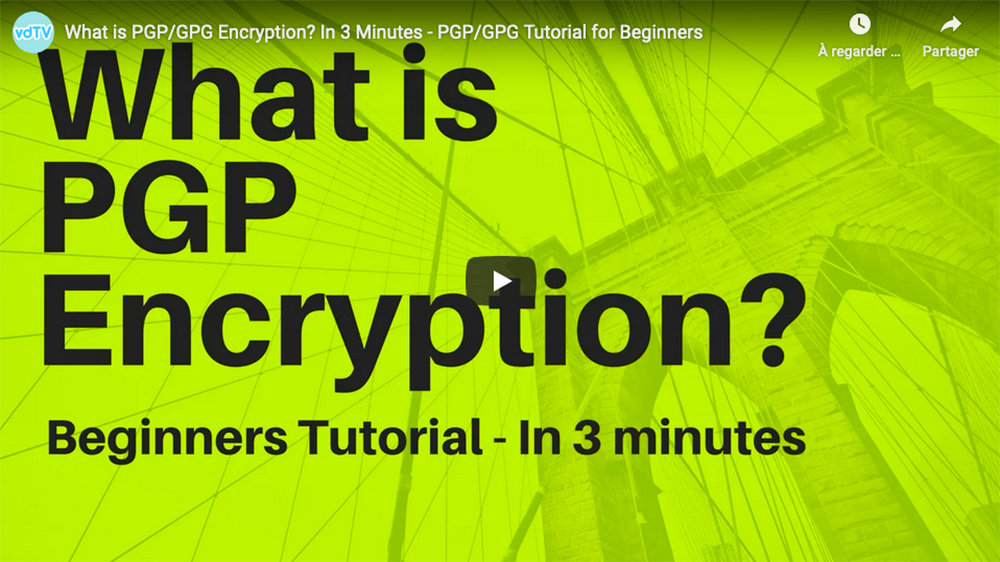 vdTV
What is PGP/GPG Encryption? In 3 Minutes - PGP/GPG Tutorial for Beginners
À regarder ...
Partager
What is
PGP
Encryption?
Beginners Tutorial - In 3 minutes